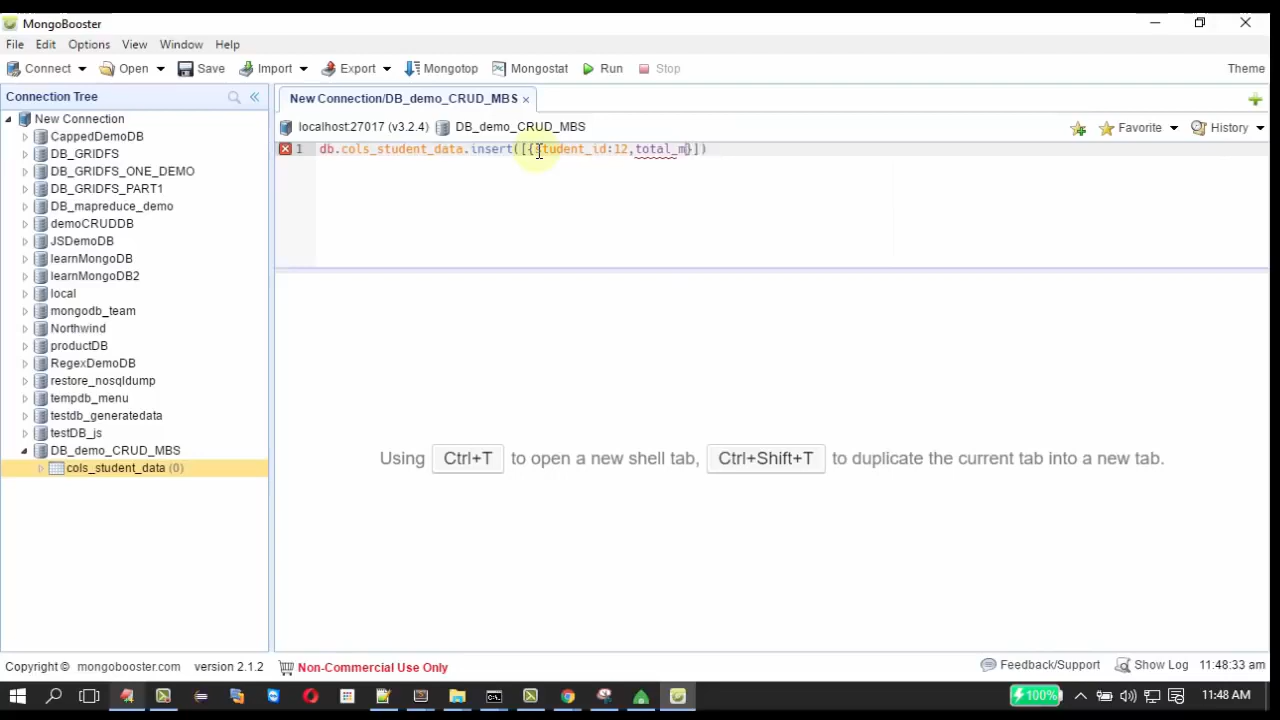 MongoBooster
File Edit Options View Window Help
Connect Open Save Import Export Mongotop Mongostat Run Stop Theme
Connection Tree
New Connection/DB_demo_CRUD_MBS ×
New Connection
localhost:27017 (v3.2.4) DB_demo_CRUD_MBS Favorite History
CappedDemoDB
1 db.cols_student_data.insert([{student_id:12,total_m}])
DB_GRIDFS
DB_GRIDFS_ONE_DEMO
DB_GRIDFS_PART1
DB_mapreduce_demo
demoCRUDDB
JSDemoDB
learnMongoDB
learnMongoDB2
local
mongodb_team
Northwind
productDB
RegexDemoDB
restore_nosqldump
tempdb_menu
testdb_generatedata
testDB_js
DB_demo_CRUD_MBS
cols_student_data (0)
Using Ctrl+T to open a new shell tab, Ctrl+Shift+T to duplicate the current tab into a new tab.
Copyright © mongobooster.com version 2.1.2 Non-Commercial Use Only Feedback/Support Show Log 11:48:33 am
100% 11:48 AM